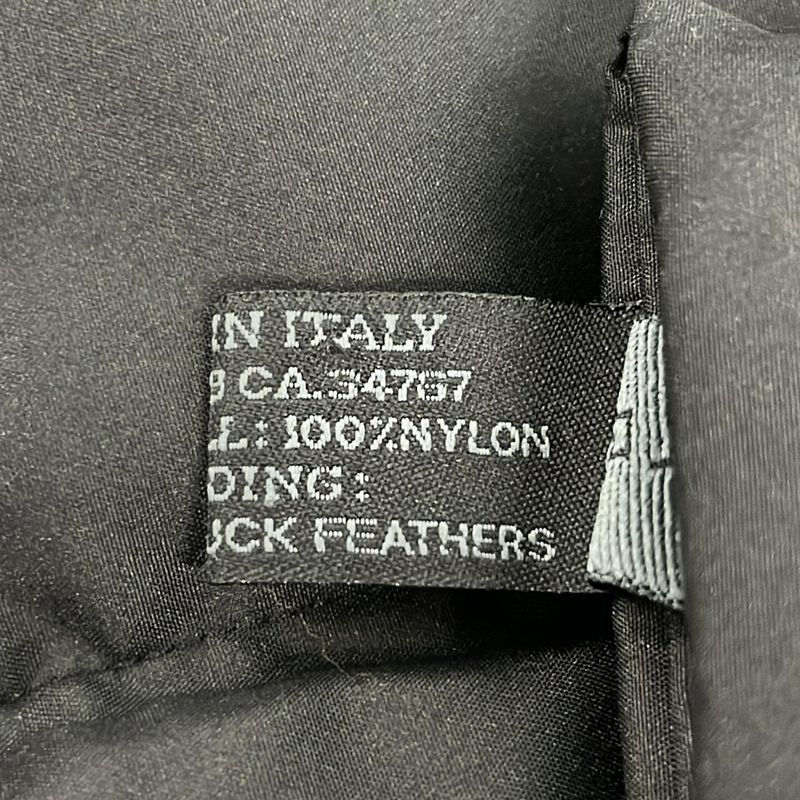 IN ITALY
CA.34767
L: 100%NYLON
DING:
UCK FEATHERS